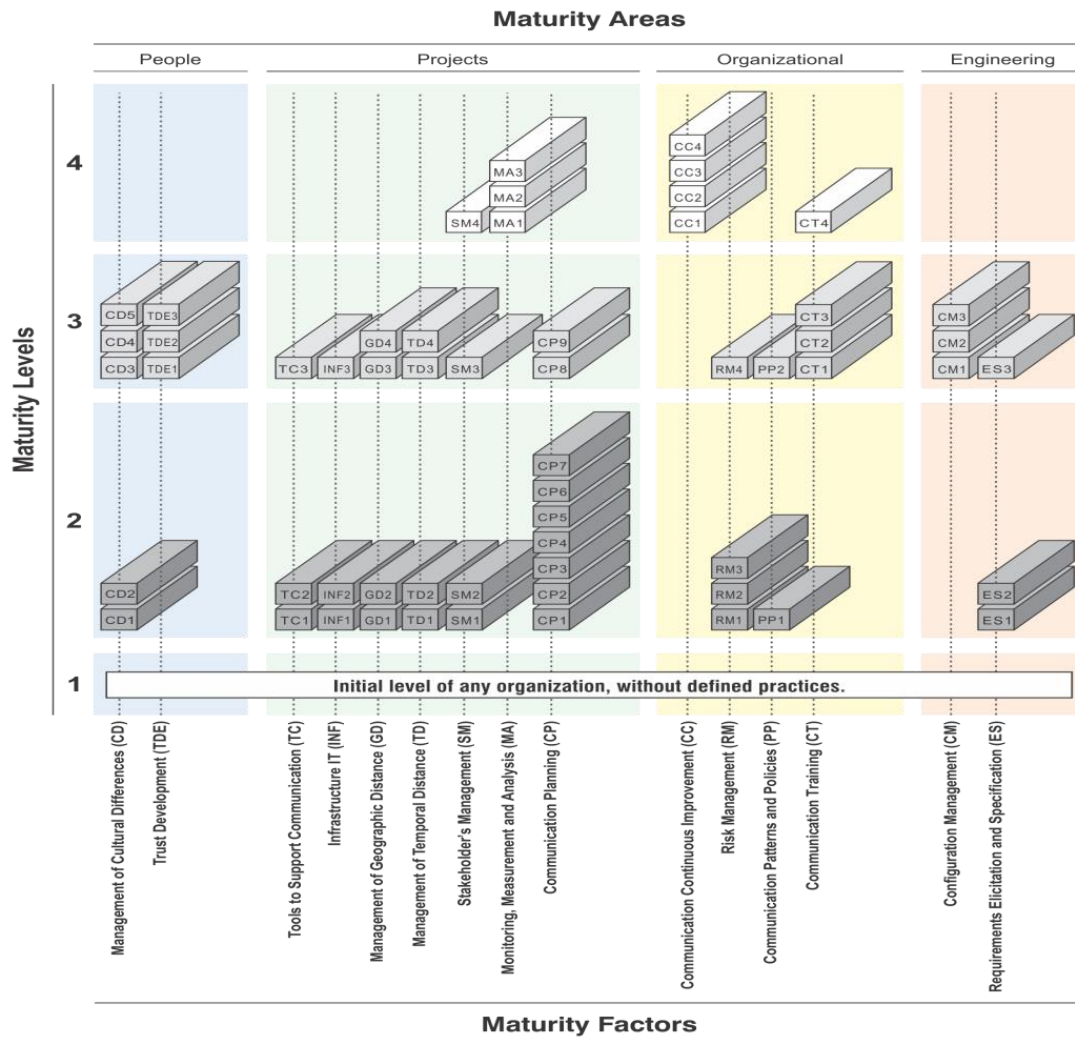 Maturity Areas
People Projects Organizational Engineering
Maturity Levels
4
CC4
MA3 CC3
MA2 CC2
SM4 MA1 CC1 CT4
3
CD5 TDE3 CT3 CM3
CD4 TDE2 GD4 TD4 CP9 CT2 CM2
CD3 TDE1 TC3 INF3 GD3 TD3 SM3 CP8 RM4 PP2 CT1 CM1 ES3
2
CP7
CP6
CP5
CP4
CP3 RM3
CD2 TC2 INF2 GD2 TD2 SM2 CP2 RM2 ES2
CD1 TC1 INF1 GD1 TD1 SM1 CP1 RM1 PP1 ES1
1
Initial level of any organization, without defined practices.
Management of Cultural Differences (CD)
Trust Development (TDE)
Tools to Support Communication (TC)
Infrastructure IT (INF)
Management of Geographic Distance (GD)
Management of Temporal Distance (TD)
Stakeholder's Management (SM)
Monitoring, Measurement and Analysis (MA)
Communication Planning (CP)
Communication Continuous Improvement (CC)
Risk Management (RM)
Communication Patterns and Policies (PP)
Communication Training (CT)
Configuration Management (CM)
Requirements Elicitation and Specification (ES)
Maturity Factors